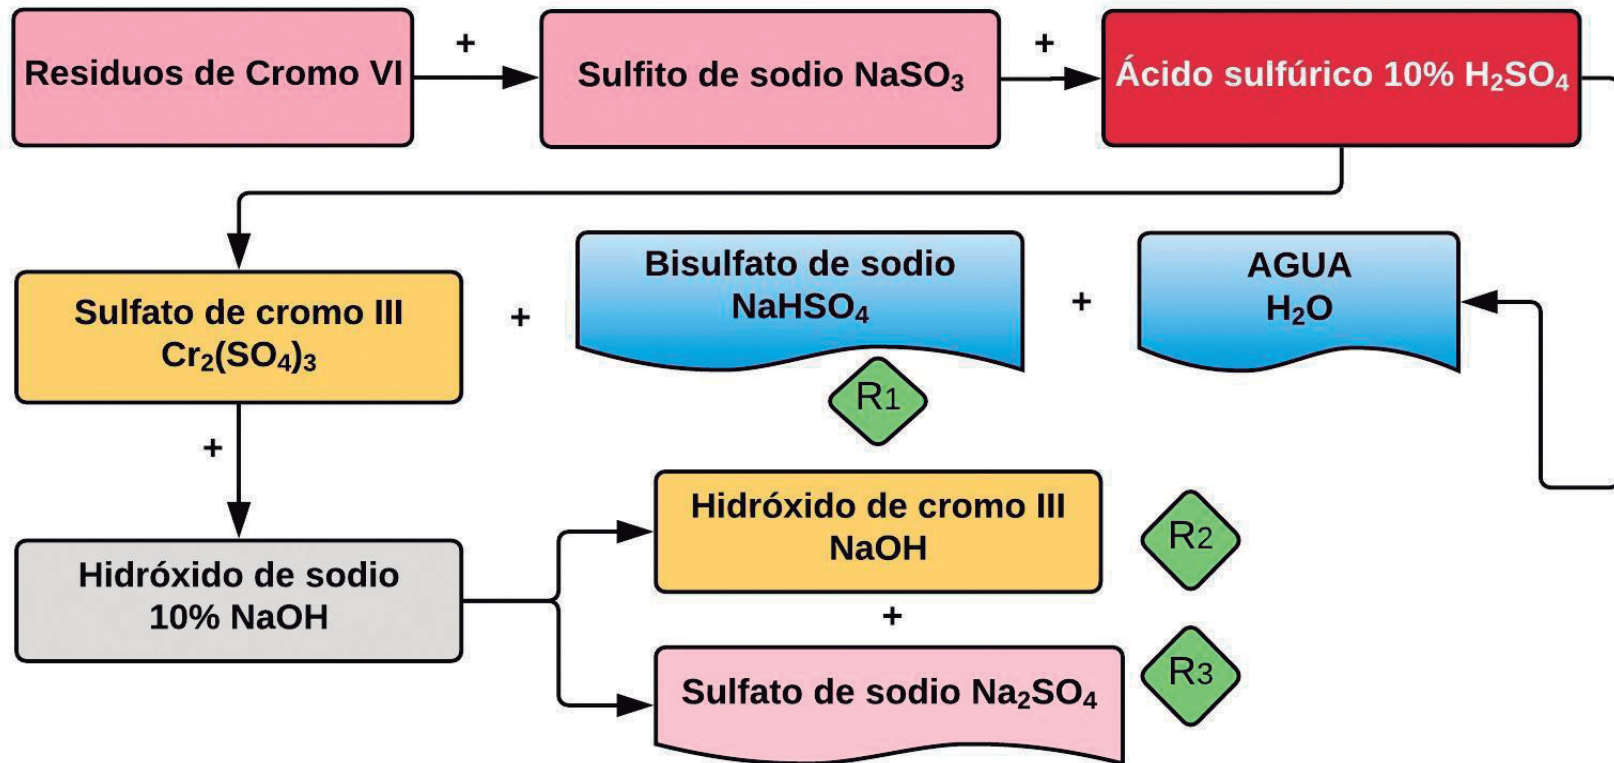 Residuos de Cromo VI
+
Sulfito de sodio NaSO₃
+
Ácido sulfúrico 10% H₂SO₄
Sulfato de cromo III
Cr₂(SO₄)₃
+
Bisulfato de sodio
NaHSO₄
+
AGUA
H₂O
R1
+
Hidróxido de sodio
10% NaOH
Hidróxido de cromo III
NaOH
R2
+
Sulfato de sodio Na₂SO₄
R3